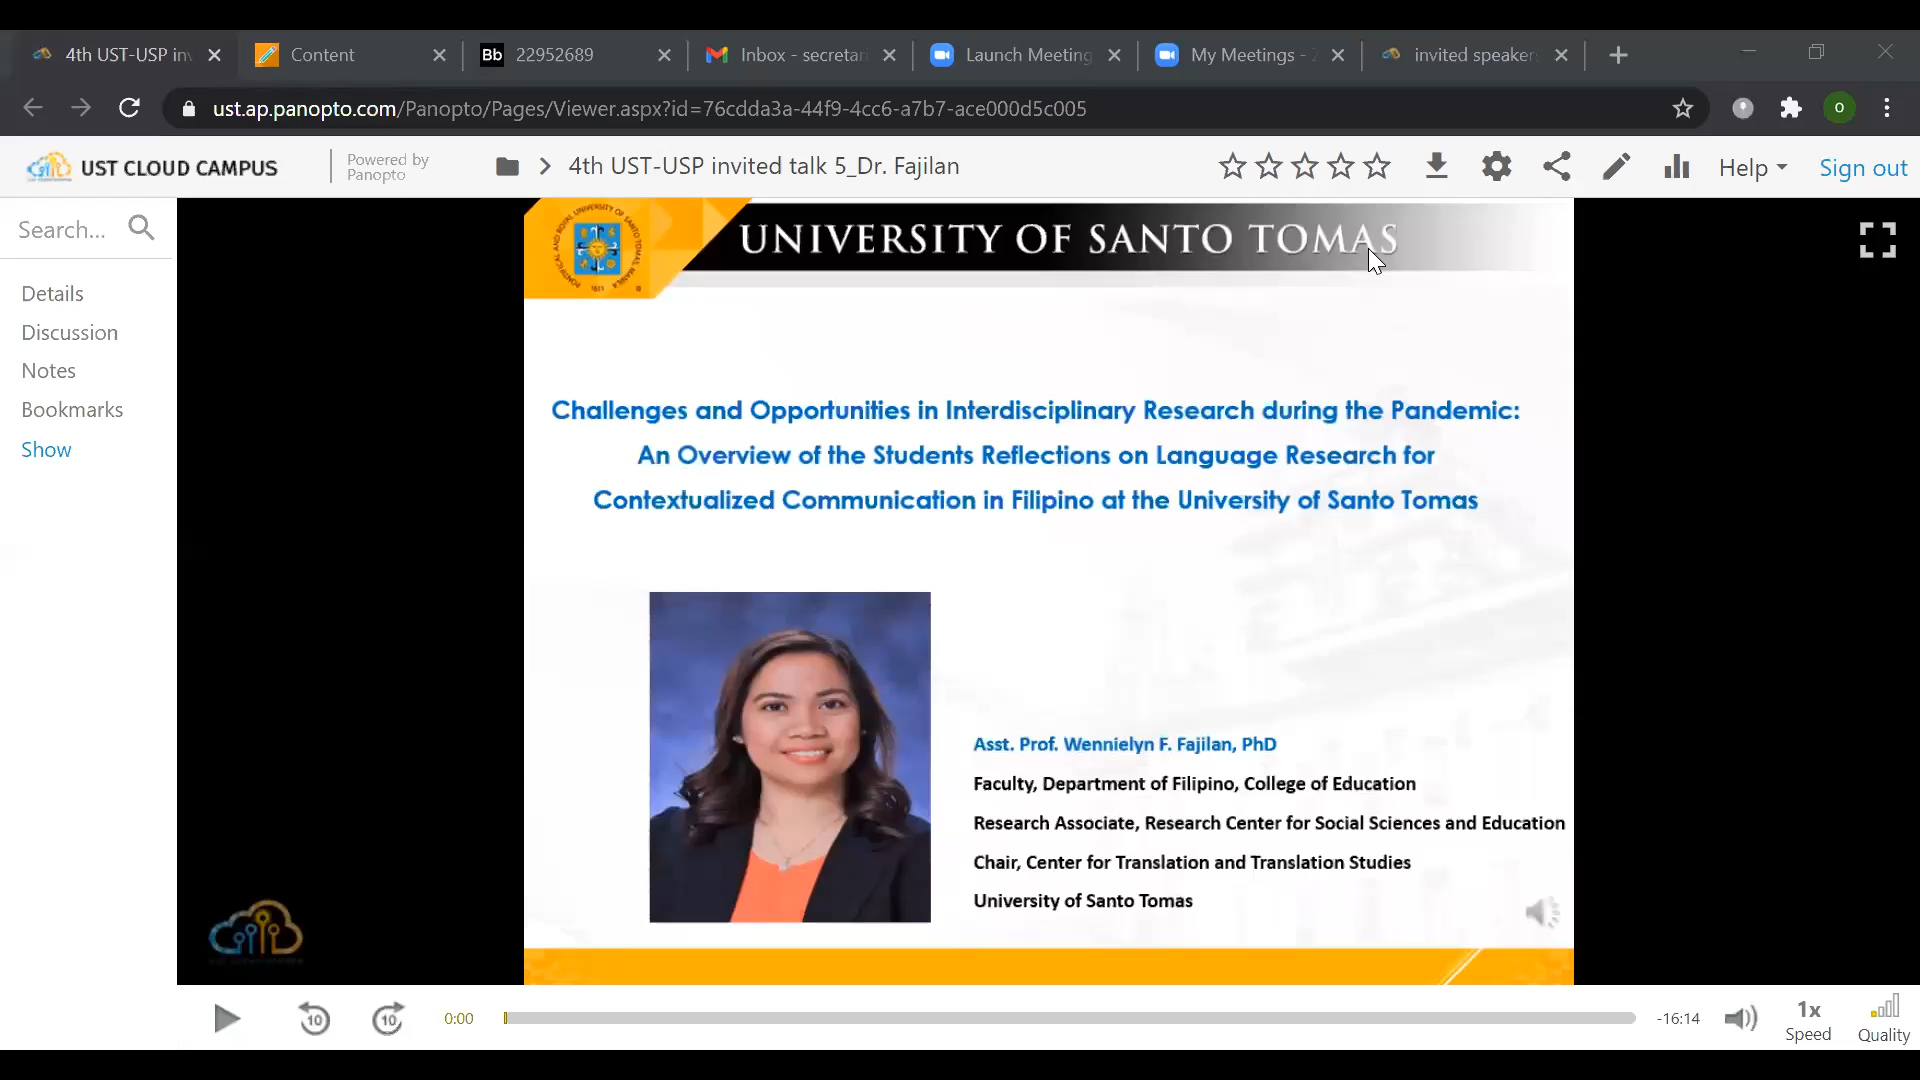 4th UST-USP inv
Content
Bb 22952689
Inbox - secretar
Launch Meeting
My Meetings - Z
invited speaker
ust.ap.panopto.com/Panopto/Pages/Viewer.aspx?id=76cdda3a-44f9-4cc6-a7b7-ace000d5c005
O
UST CLOUD CAMPUS
Powered by
Panopto
4th UST-USP invited talk 5_Dr. Fajilan
Help
Sign out
Search...
Details
Discussion
Notes
Bookmarks
Show
UNIVERSITY OF SANTO TOMAS
Challenges and Opportunities in Interdisciplinary Research during the Pandemic:
An Overview of the Students Reflections on Language Research for
Contextualized Communication in Filipino at the University of Santo Tomas
Asst. Prof. Wennielyn F. Fajilan, PhD
Faculty, Department of Filipino, College of Education
Research Associate, Research Center for Social Sciences and Education
Chair, Center for Translation and Translation Studies
University of Santo Tomas
10
10
0:00
-16:14
1x
Speed
Quality